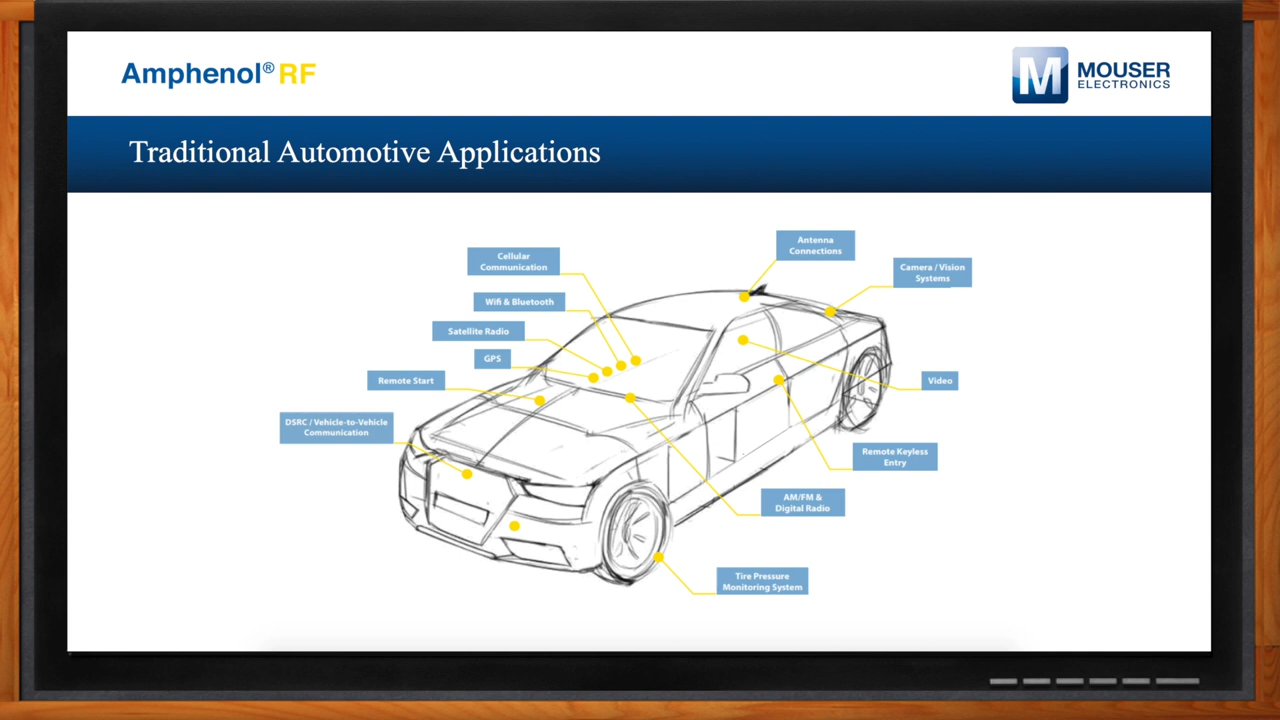 Amphenol® RF
M MOUSER
ELECTRONICS
Traditional Automotive Applications
Antenna
Connections
Cellular
Communication
Camera / Vision
Systems
Wifi & Bluetooth
Satellite Radio
GPS
Remote Start
Video
DSRC / Vehicle-to-Vehicle
Communication
Remote Keyless
Entry
AM/FM &
Digital Radio
Tire Pressure
Monitoring System